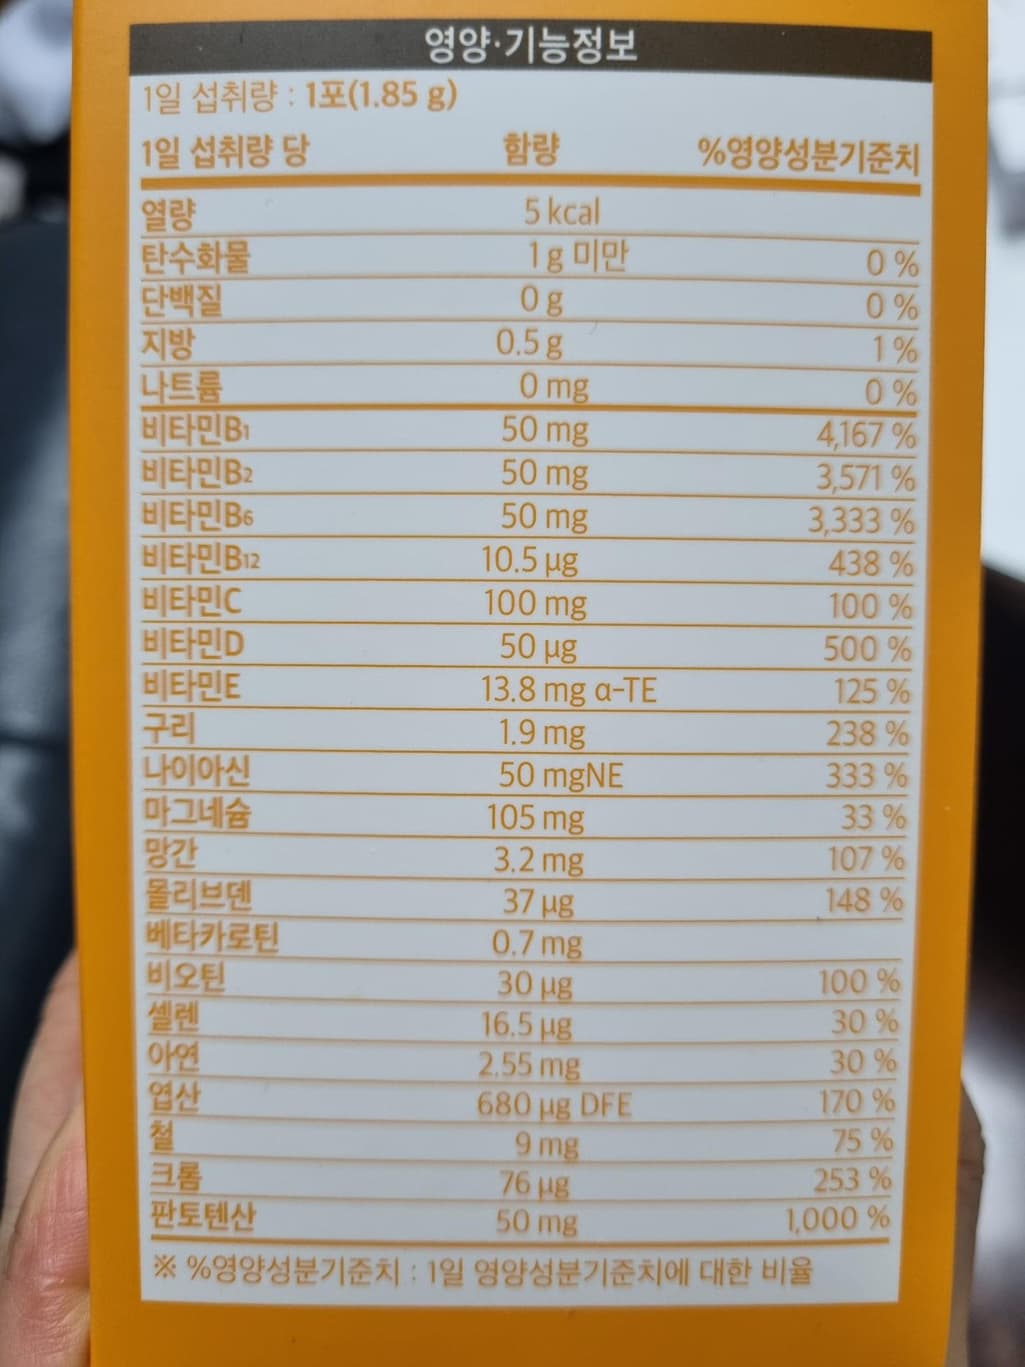 영양·기능정보
1일 섭취량 : 1포(1.85 g)
1일 섭취량 당 함량 %영양성분기준치
열량 5 kcal
탄수화물 1 g 미만 0 %
단백질 0 g 0 %
지방 0.5 g 1 %
나트륨 0 mg 0 %
비타민B1 50 mg 4,167 %
비타민B2 50 mg 3,571 %
비타민B6 50 mg 3,333 %
비타민B12 10.5 µg 438 %
비타민C 100 mg 100 %
비타민D 50 µg 500 %
비타민E 13.8 mg α-TE 125 %
구리 1.9 mg 238 %
나이아신 50 mgNE 333 %
마그네슘 105 mg 33 %
망간 3.2 mg 107 %
몰리브덴 37 µg 148 %
베타카로틴 0.7 mg
비오틴 30 µg 100 %
셀렌 16.5 µg 30 %
아연 2.55 mg 30 %
엽산 680 µg DFE 170 %
철 9 mg 75 %
크롬 76 µg 253 %
판토텐산 50 mg 1,000 %
※ %영양성분기준치 : 1일 영양성분기준치에 대한 비율